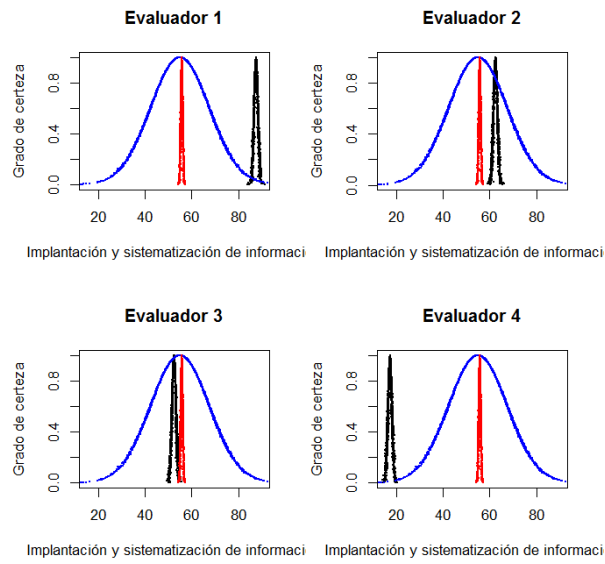 Evaluador 1
Grado de certeza
0.0 0.4 0.8
20 40 60 80
Implantación y sistematización de informaci
Evaluador 2
Grado de certeza
0.0 0.4 0.8
20 40 60 80
Implantación y sistematización de informaci
Evaluador 3
Grado de certeza
0.0 0.4 0.8
20 40 60 80
Implantación y sistematización de informaci
Evaluador 4
Grado de certeza
0.0 0.4 0.8
20 40 60 80
Implantación y sistematización de informaci